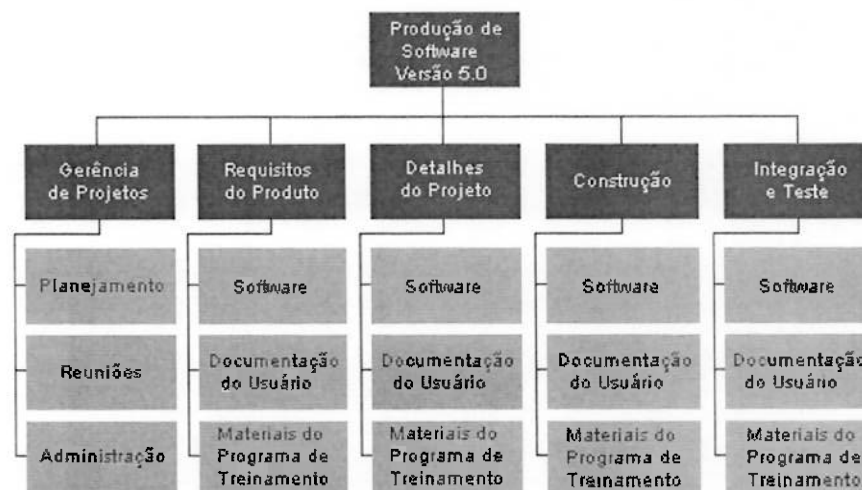 Produção de
Software
Versão 5.0
Gerência
de Projetos
Requisitos
do Produto
Detalhes
do Projeto
Construção
Integração
e Teste
Planejamento
Software
Software
Software
Software
Reuniões
Documentação
do Usuário
Documentação
do Usuário
Documentação
do Usuário
Documentação
do Usuário
Administração
Materiais do
Programa de
Treinamento
Materiais do
Programa de
Treinamento
Materiais do
Programa de
Treinamento
Materiais do
Programa de
Treinamento